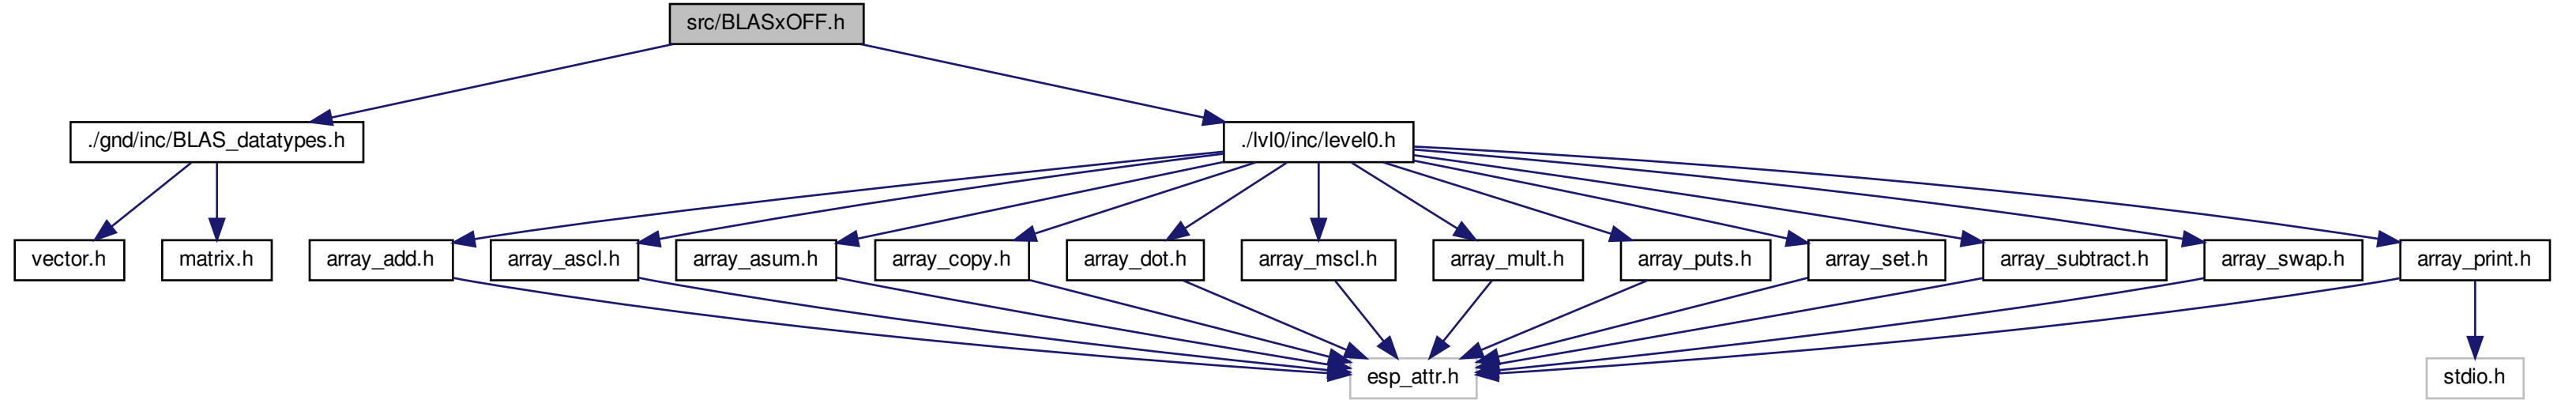 src/BLASxOFF.h
./gnd/inc/BLAS_datatypes.h
./lvl0/inc/level0.h
vector.h
matrix.h
array_add.h
array_ascl.h
array_asum.h
array_copy.h
array_dot.h
array_mscl.h
array_mult.h
array_puts.h
array_set.h
array_subtract.h
array_swap.h
array_print.h
esp_attr.h
stdio.h